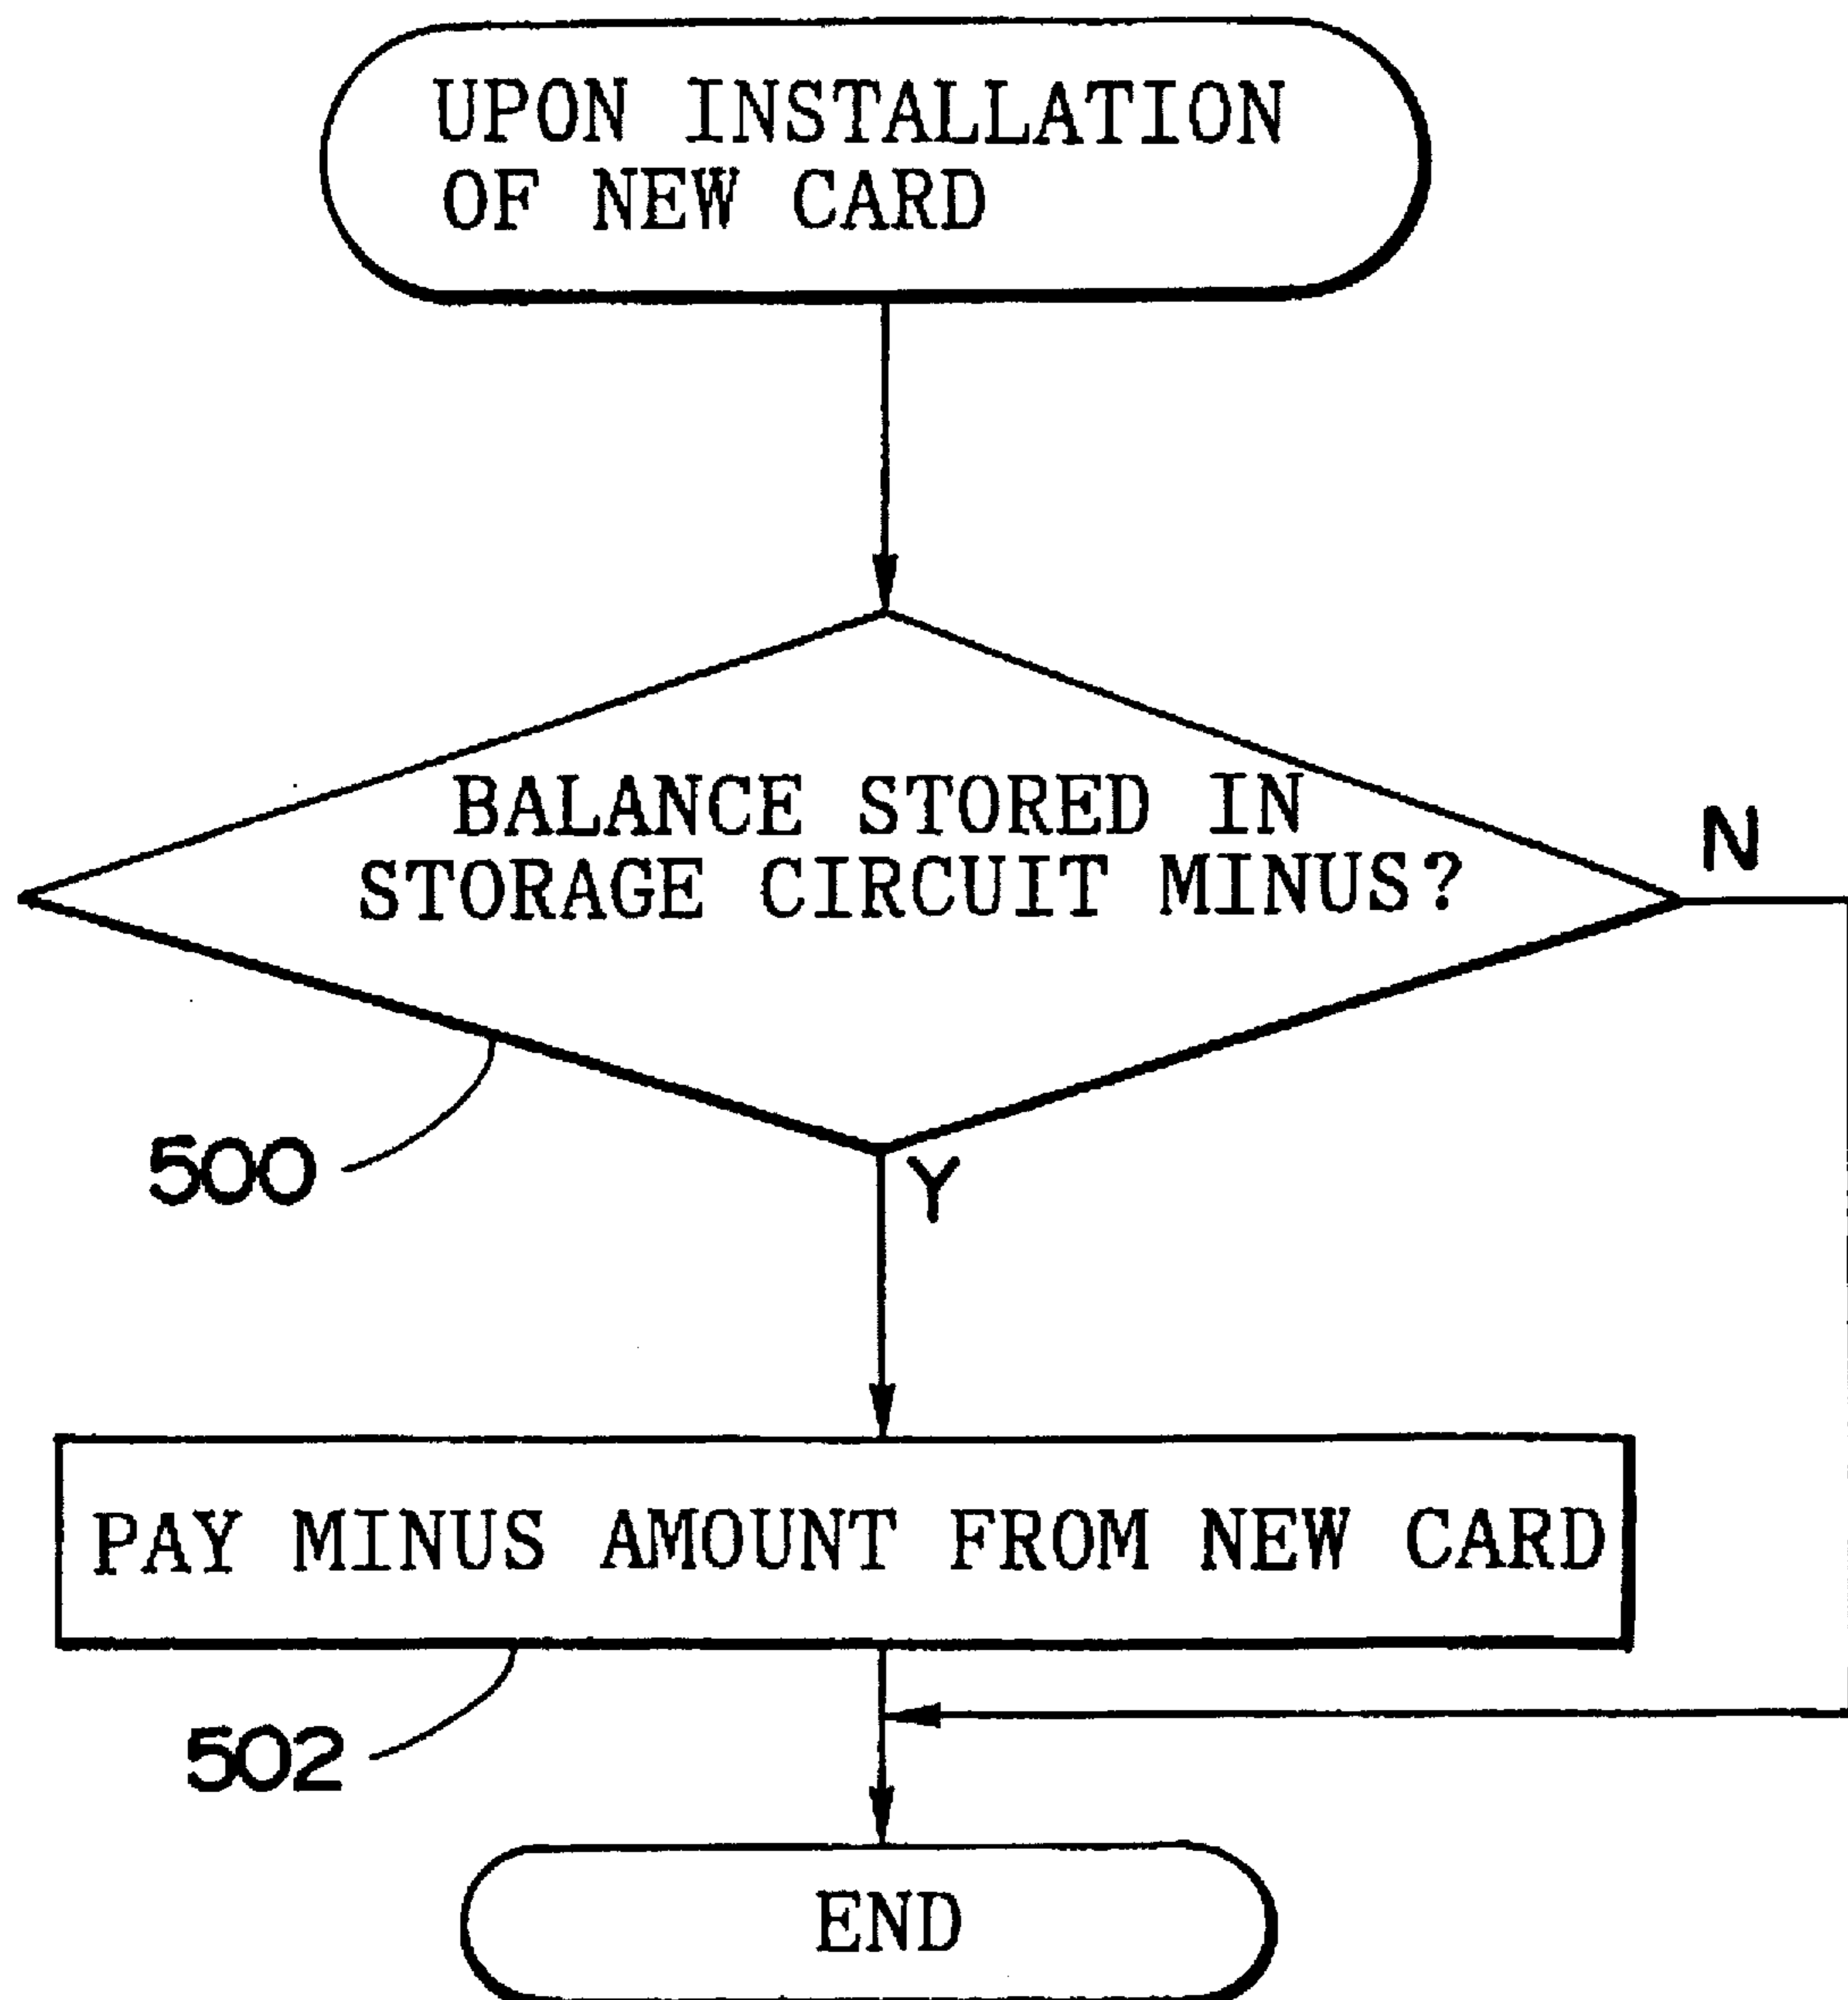 UPON INSTALLATION
OF NEW CARD
BALANCE STORED IN
STORAGE CIRCUIT MINUS?
N
500
Y
PAY MINUS AMOUNT FROM NEW CARD
502
END